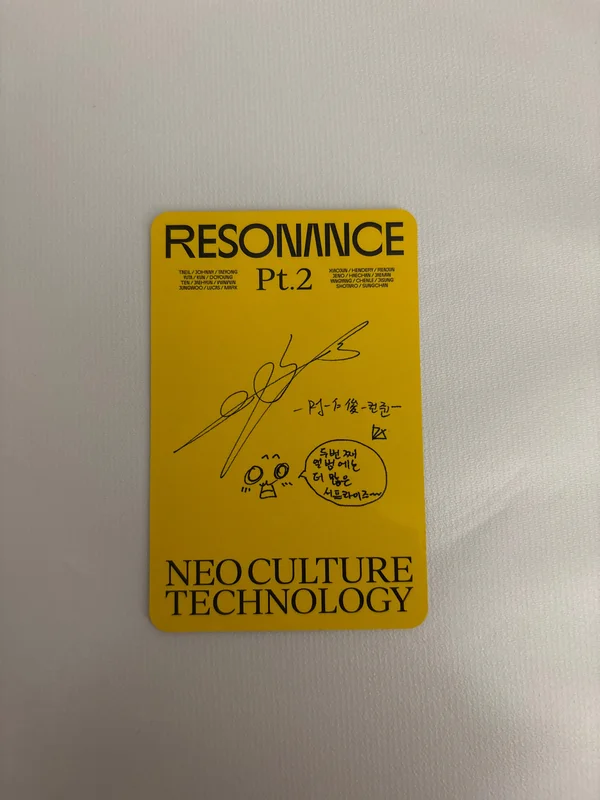 RESONANCE
Pt.2
TAEIL / JOHNNY / TAEYONG
YUTA / KUN / DOYOUNG
TEN / JAEHYUN / WINWIN
JUNGWOO / LUCAS / MARK
XIAOJUN / HENDERY / RENJUN
JENO / HAECHAN / JAEMIN
YANGYANG / CHENLE / JISUNG
SHOTARO / SUNGCHAN
俊-런쥔-
두번째
앨범에는
더 많은
서프라이즈~
NEO CULTURE
TECHNOLOGY